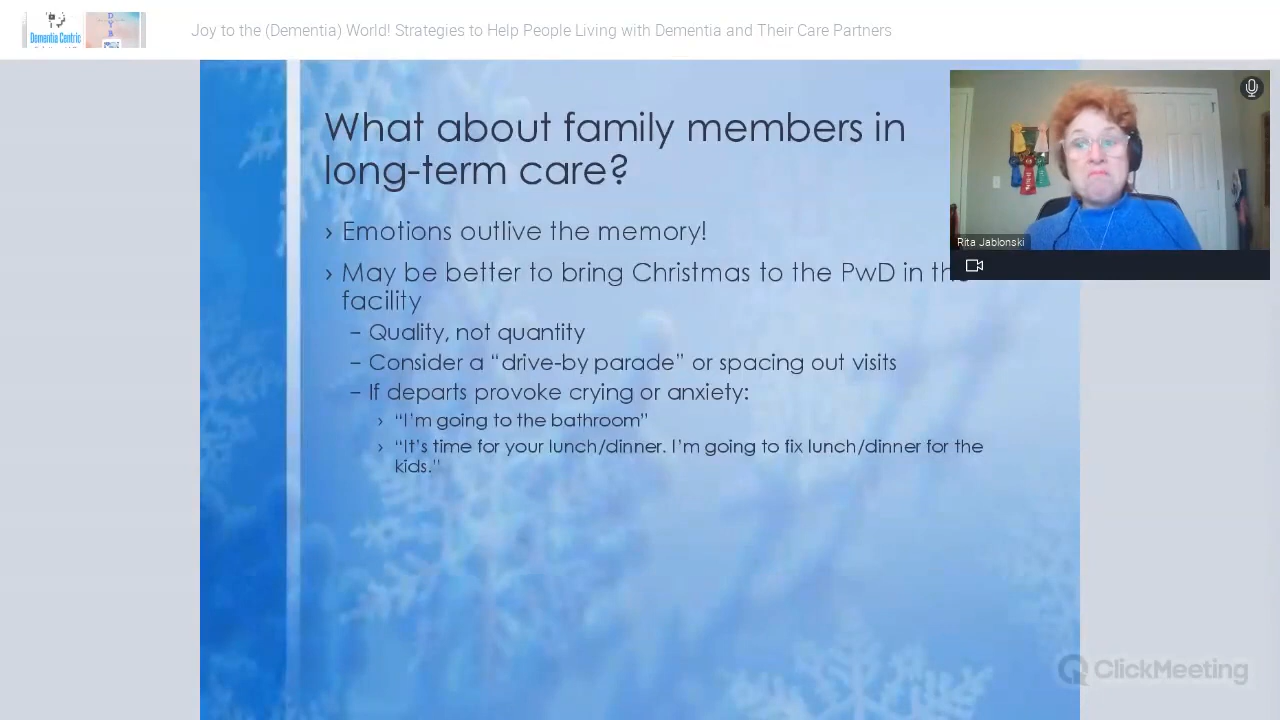 Dementia Centric
Joy to the (Dementia) World! Strategies to Help People Living with Dementia and Their Care Partners
What about family members in
long-term care?
› Emotions outlive the memory!
› May be better to bring Christmas to the PwD in the
facility
− Quality, not quantity
− Consider a “drive-by parade” or spacing out visits
− If departs provoke crying or anxiety:
› “I’m going to the bathroom”
› “It’s time for your lunch/dinner. I’m going to fix lunch/dinner for the
kids.”
Rita Jablonski
ClickMeeting